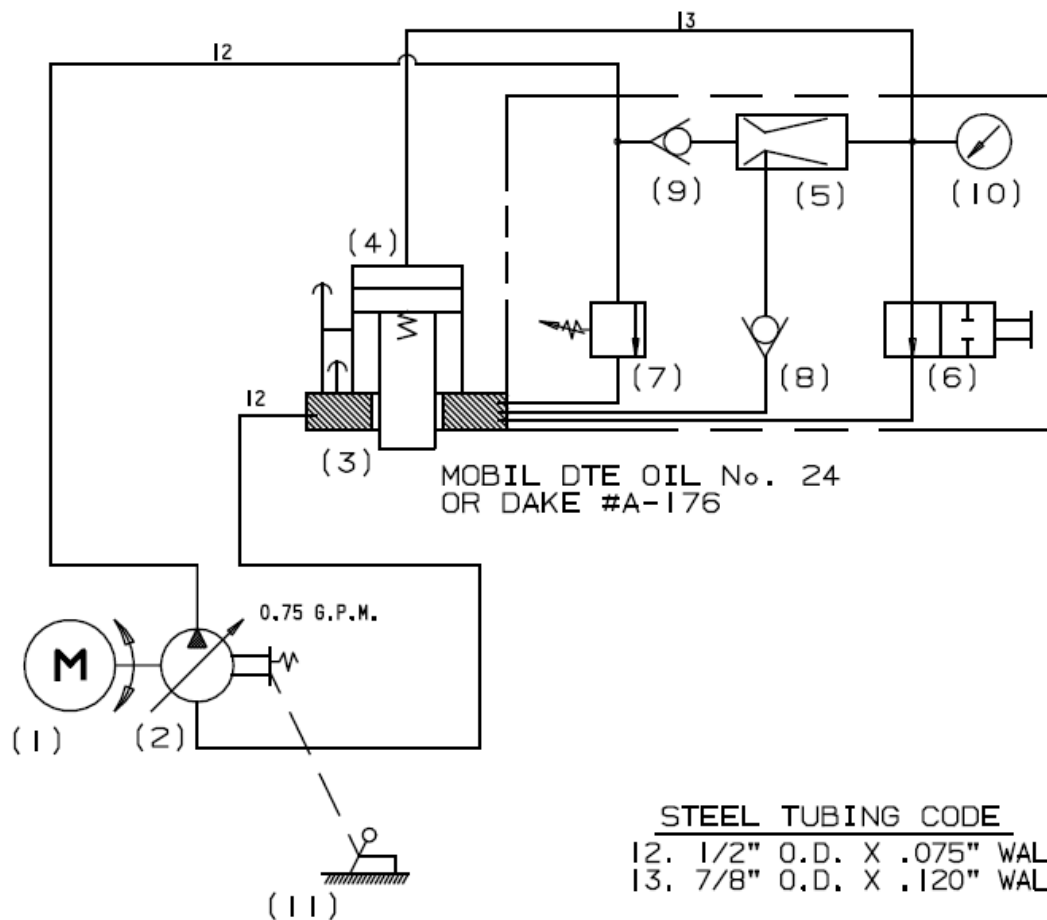 12
13
(9)
(5)
(10)
(4)
(7)
(8)
(6)
12
(3)
MOBIL DTE OIL No. 24
OR DAKE #A-176
0.75 G.P.M.
M
(1)
(2)
(11)
STEEL TUBING CODE
12. 1/2" O.D. X .075" WAL
13. 7/8" O.D. X .120" WAL